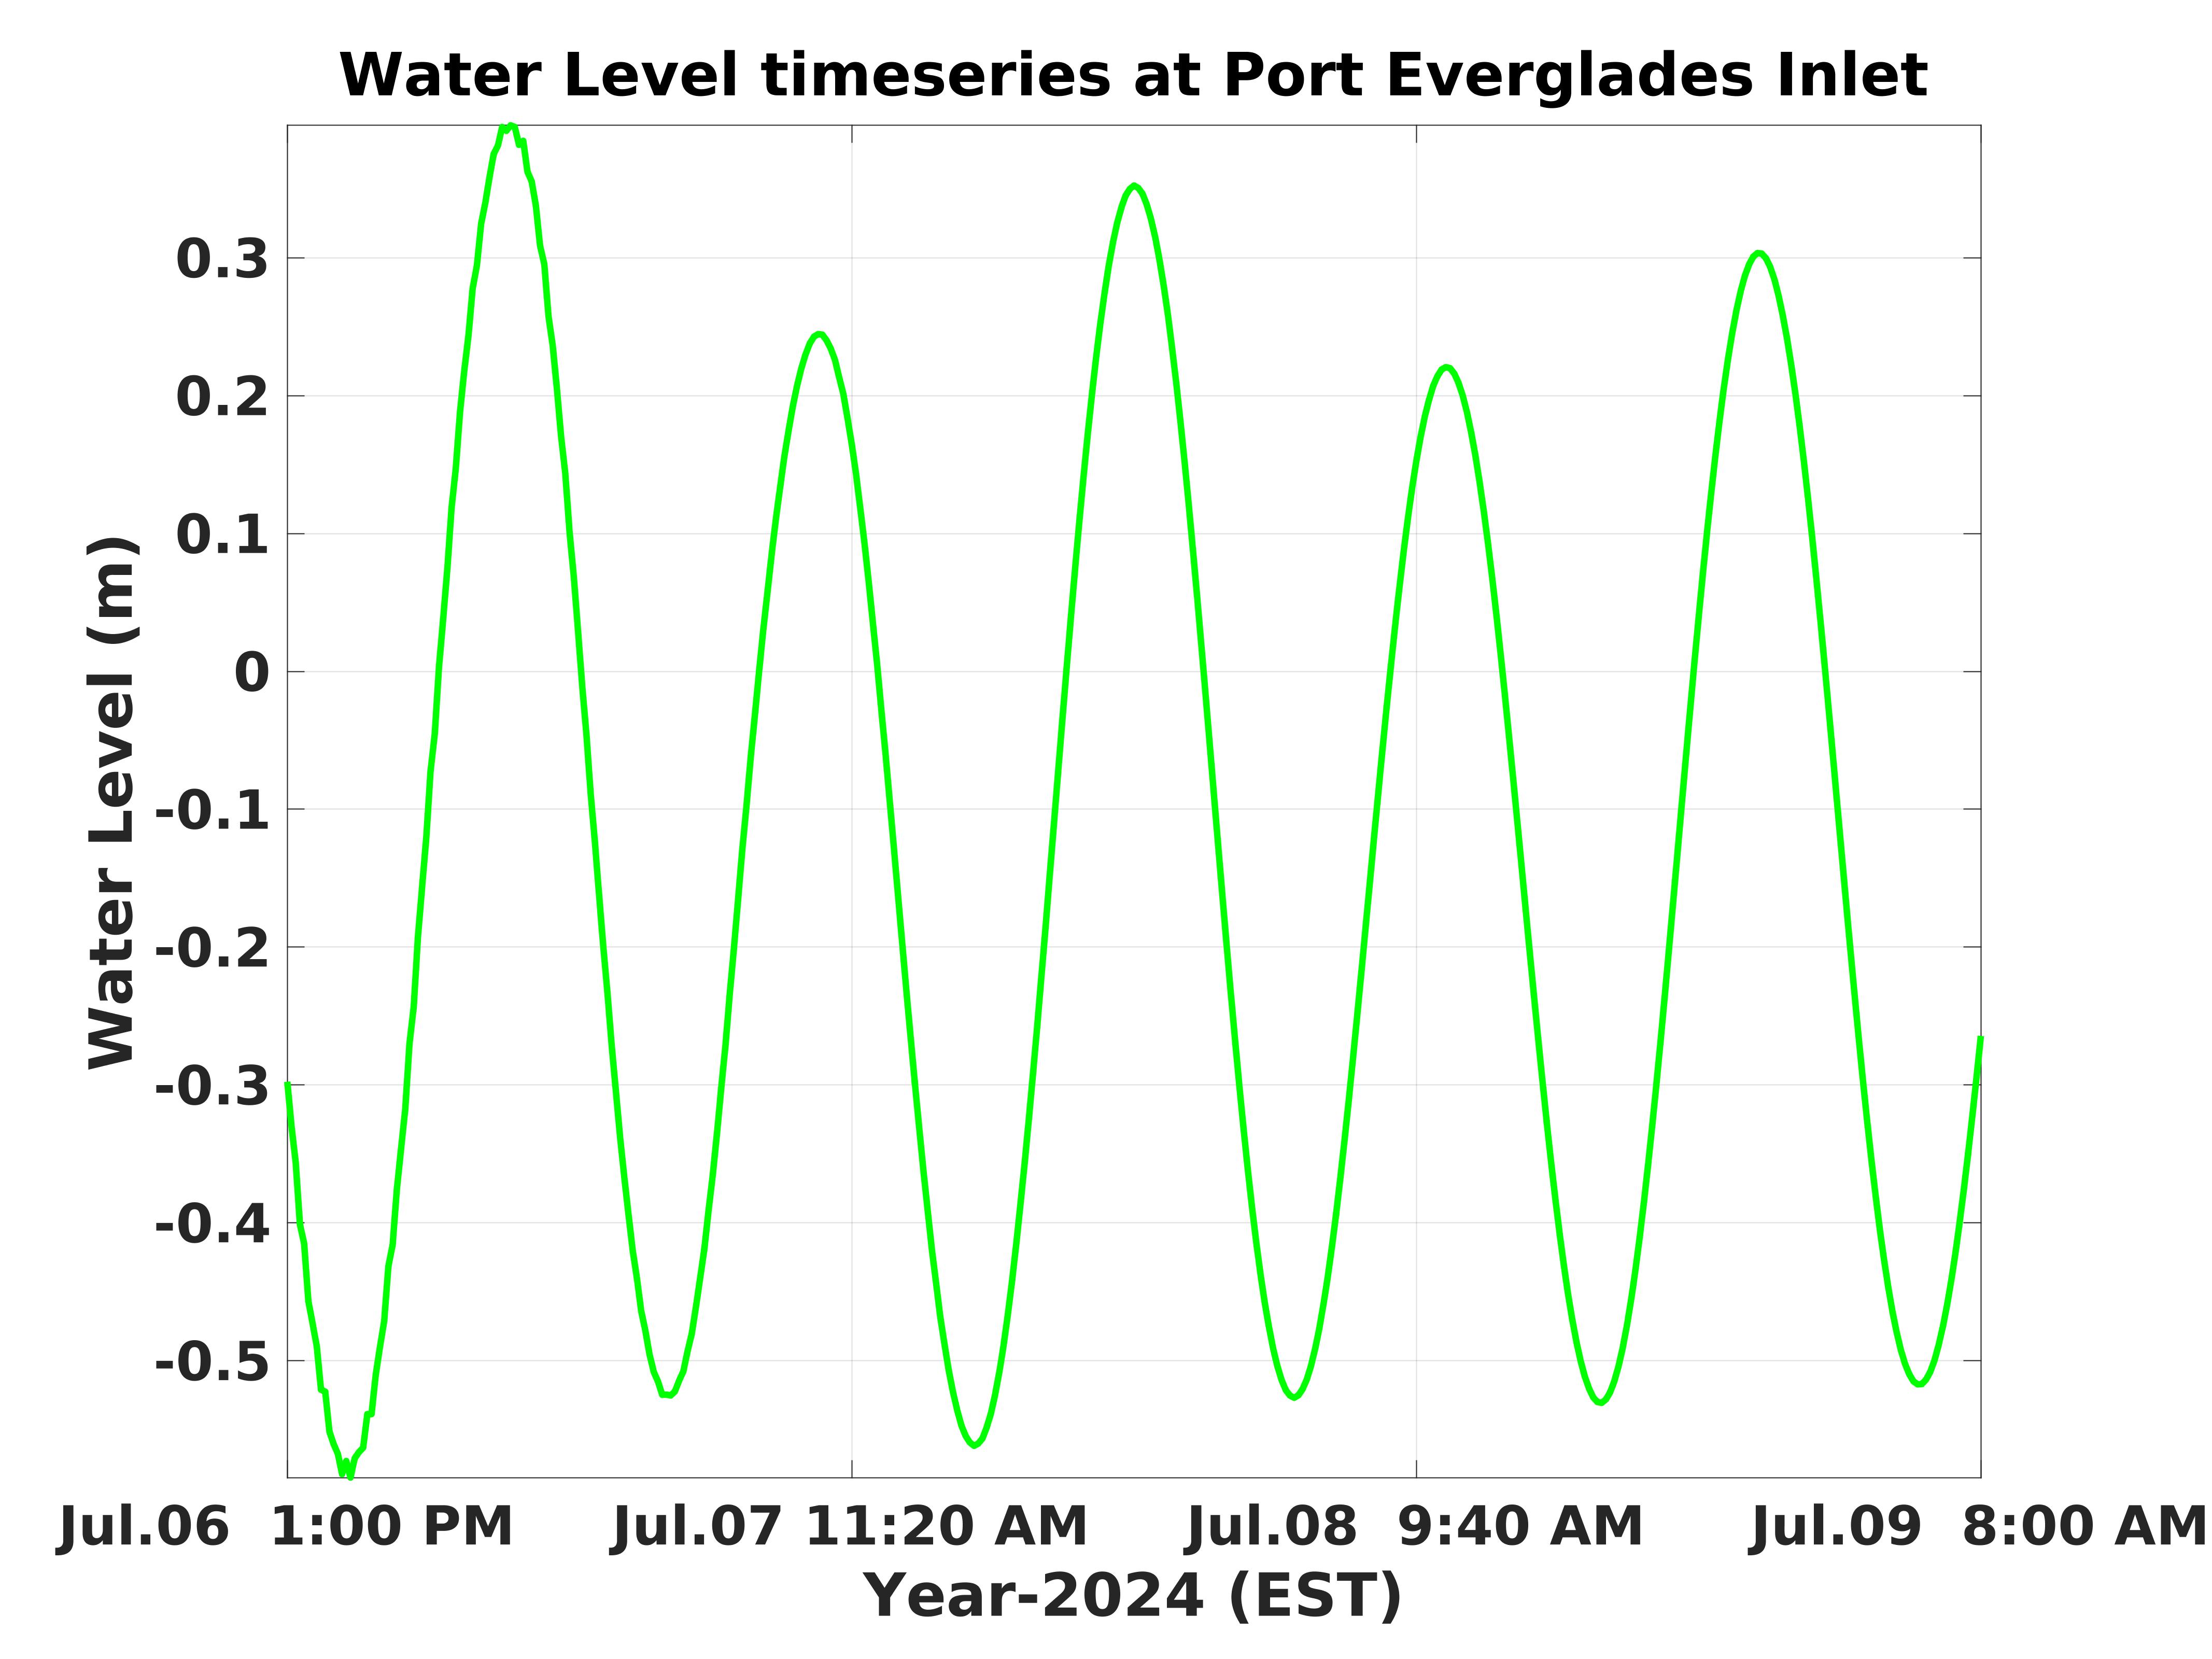 Water Level timeseries at Port Everglades Inlet
Water Level (m)
0.3
0.2
0.1
0
-0.1
-0.2
-0.3
-0.4
-0.5
Jul.06  1:00 PM
Jul.07 11:20 AM
Jul.08  9:40 AM
Jul.09  8:00 AM
Year-2024 (EST)